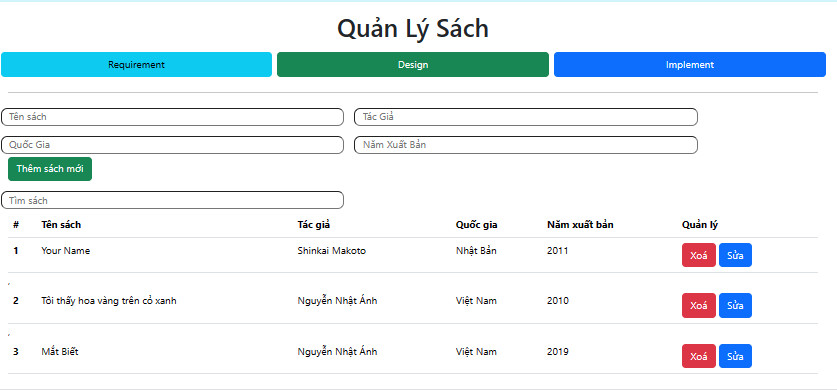 Quản Lý Sách
Requirement Design Implement
Tên sách Tác Giả
Quốc Gia Năm Xuất Bản
Thêm sách mới
Tìm sách
# Tên sách Tác giả Quốc gia Năm xuất bản Quản lý
1 Your Name Shinkai Makoto Nhật Bản 2011 Xoá Sửa
,
2 Tôi thấy hoa vàng trên cỏ xanh Nguyễn Nhật Ánh Việt Nam 2010 Xoá Sửa
,
3 Mắt Biết Nguyễn Nhật Ánh Việt Nam 2019 Xoá Sửa